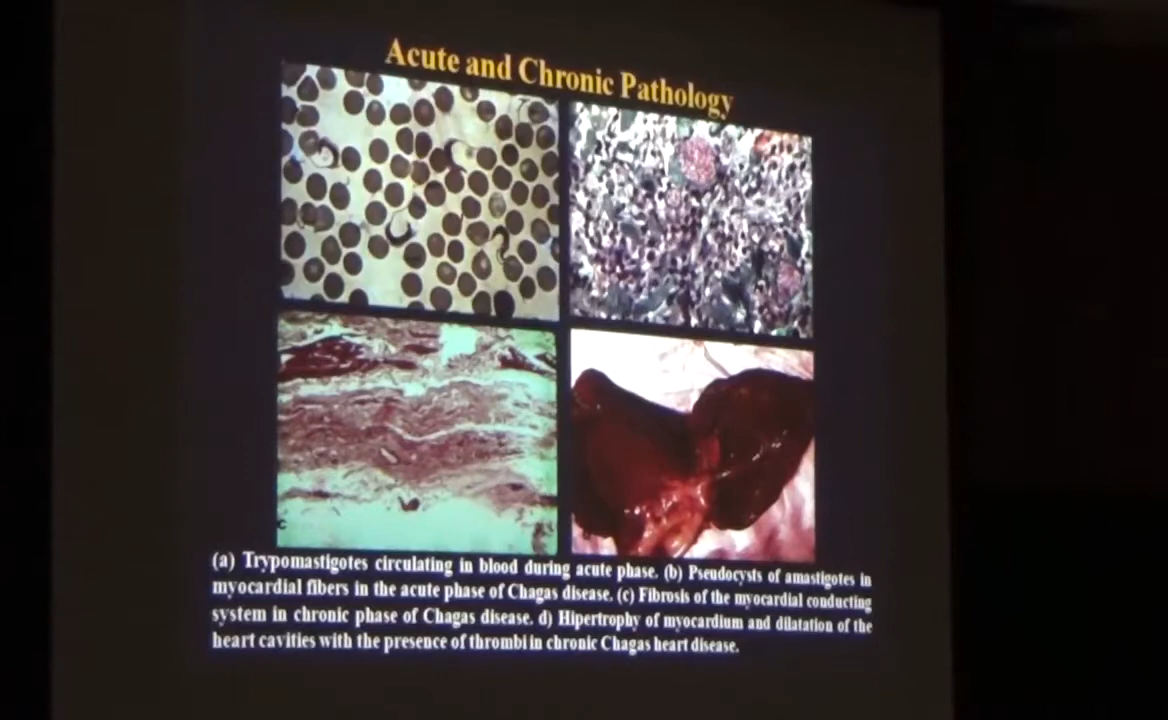 Acute and Chronic Pathology
c
(a) Trypomastigotes circulating in blood during acute phase. (b) Pseudocysts of amastigotes in
myocardial fibers in the acute phase of Chagas disease. (c) Fibrosis of the myocardial conducting
system in chronic phase of Chagas disease. d) Hipertrophy of myocardium and dilatation of the
heart cavities with the presence of thrombi in chronic Chagas heart disease.